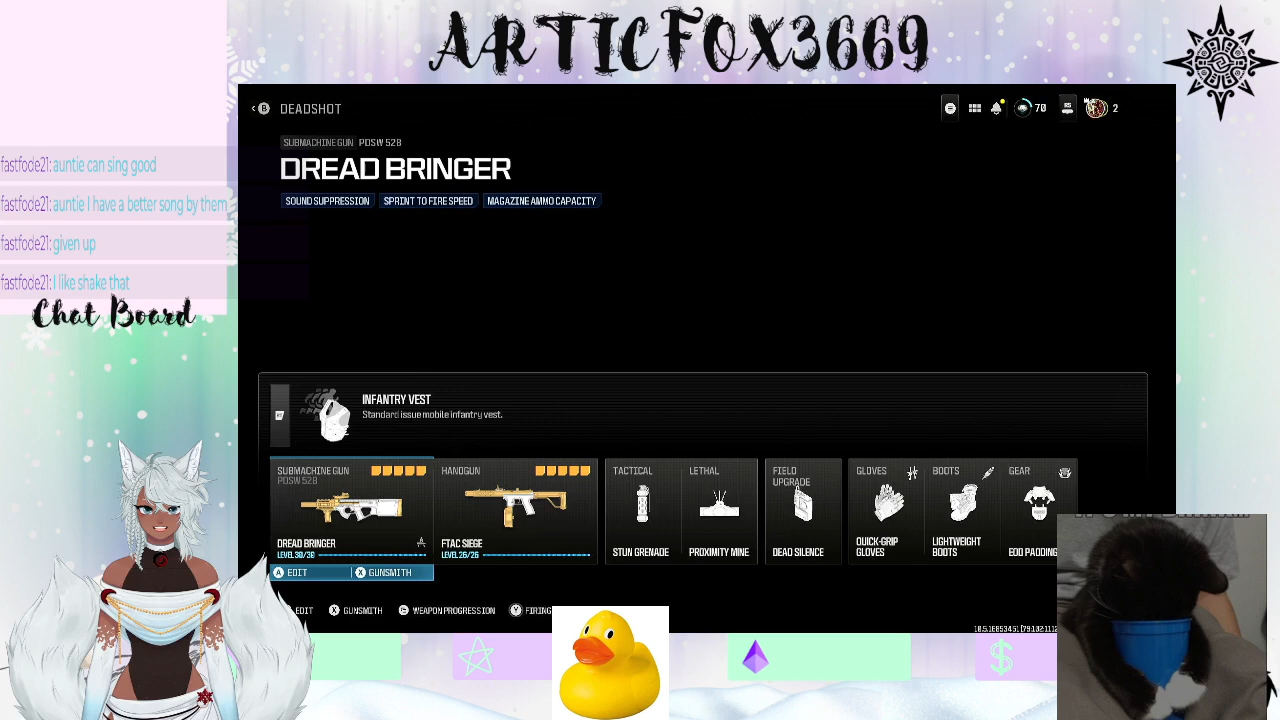 ARTICFOX3669
B DEADSHOT
70
2
SUBMACHINE GUN PDSW 528
DREAD BRINGER
SOUND SUPPRESSION SPRINT TO FIRE SPEED MAGAZINE AMMO CAPACITY
fastfode21: auntie can sing good
fastfode21: auntie I have a better song by them
fastfode21: given up
fastfode21: I like shake that
Chat Board
INFANTRY VEST
Standard issue mobile infantry vest.
SUBMACHINE GUN
PDSW 528
DREAD BRINGER
LEVEL 30/30
A EDIT X GUNSMITH
HANDGUN
FTAC SIEGE
LEVEL 26/26
TACTICAL
STUN GRENADE
LETHAL
PROXIMITY MINE
FIELD
UPGRADE
DEAD SILENCE
GLOVES
QUICK-GRIP
GLOVES
BOOTS
LIGHTWEIGHT
BOOTS
GEAR
EOD PADDING
EDIT X GUNSMITH WEAPON PROGRESSION Y FIRING